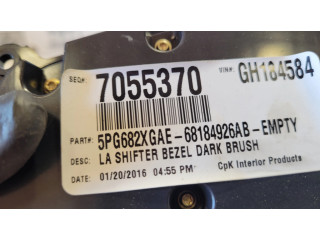 SEQ#: 7055370 VIN#: GH184584
PART#: 5PG682XGAE-68184926AB-EMPTY
DESC: LA SHIFTER BEZEL DARK BRUSH
DATE: 01/20/2016 04:55 PM CpK Interior Products